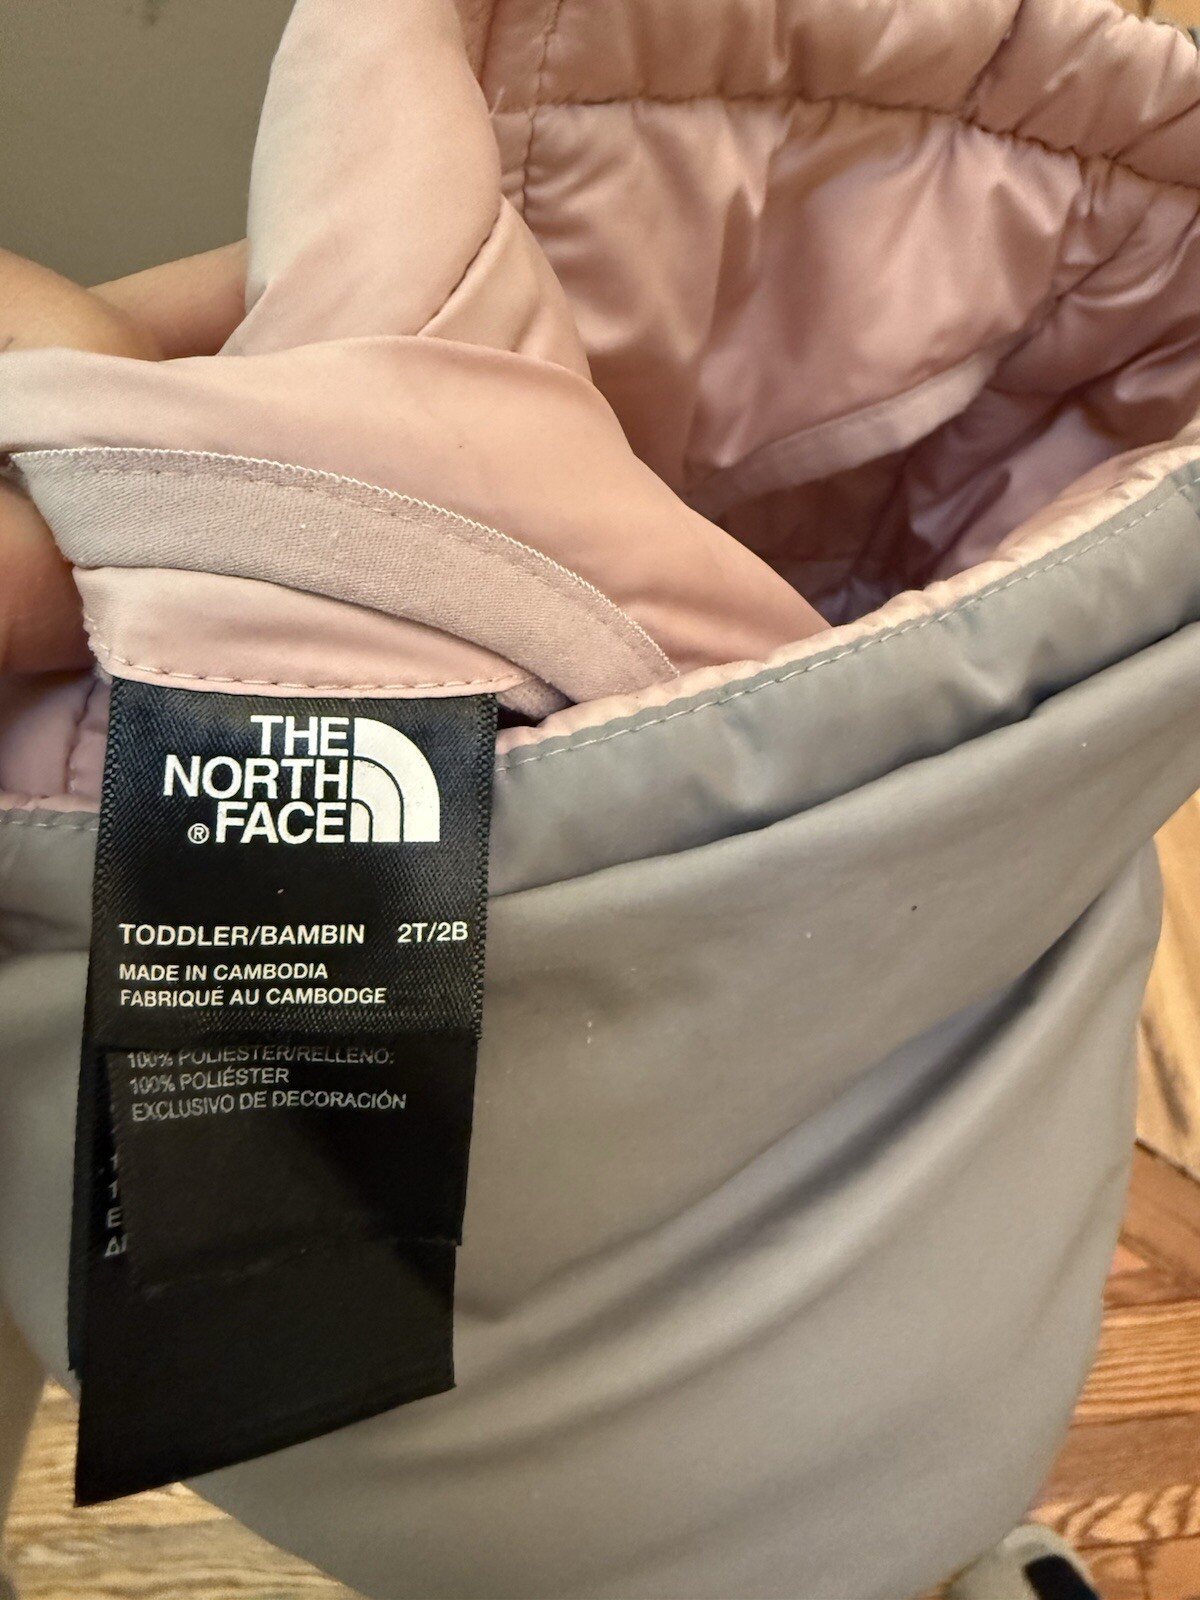 THE
NORTH
® FACE
TODDLER/BAMBIN 2T/2B
MADE IN CAMBODIA
FABRIQUÉ AU CAMBODGE
100% POLIÉSTER/RELLENO:
100% POLIÉSTER
EXCLUSIVO DE DECORACIÓN